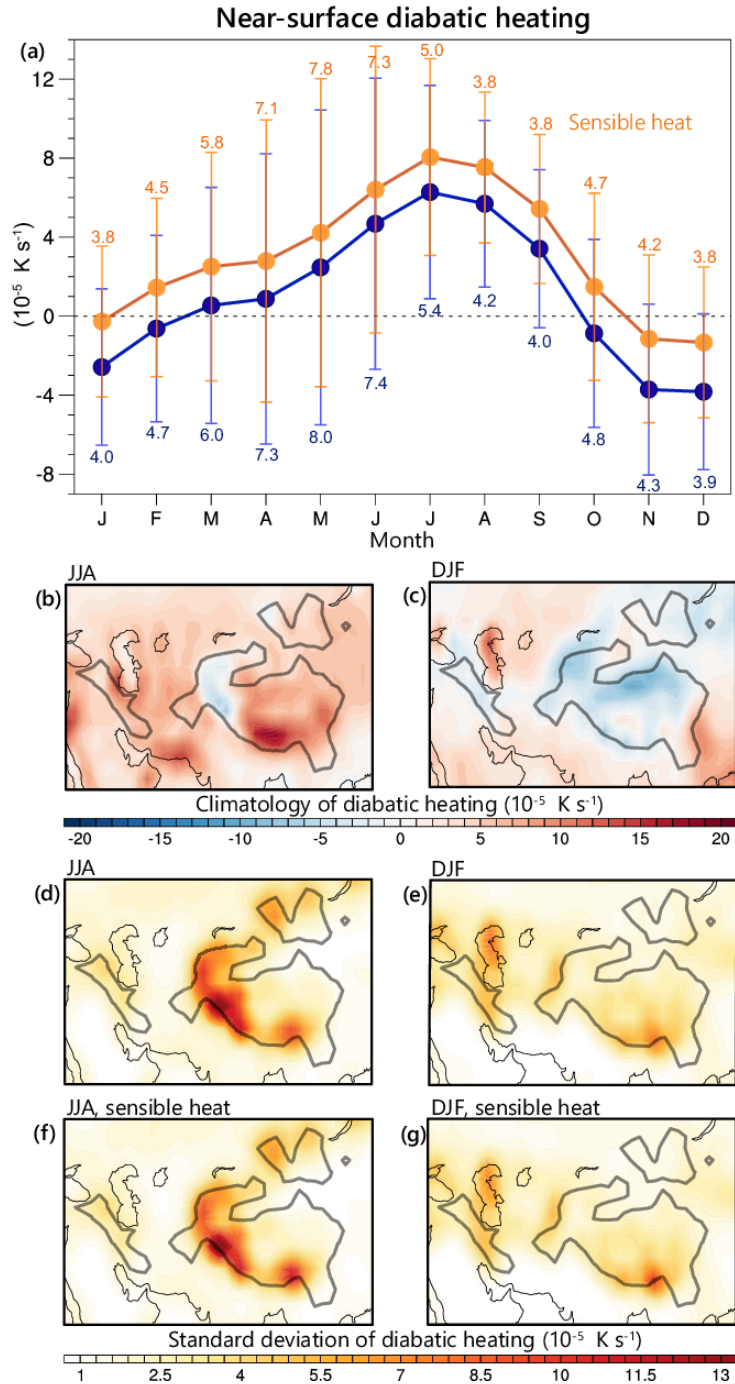 Near-surface diabatic heating
(a)
12
8
4
0
-4
-8
(10⁻⁵ K s⁻¹)
3.8 4.5 5.8 7.1 7.8 7.3 5.0 3.8 3.8 4.7 4.2 3.8
Sensible heat
4.0 4.7 6.0 7.3 8.0 7.4 5.4 4.2 4.0 4.8 4.3 3.9
J F M A M J J A S O N D
Month
JJA DJF
(b) (c)
Climatology of diabatic heating (10⁻⁵ K s⁻¹)
-20 -15 -10 -5 0 5 10 15 20
JJA DJF
(d) (e)
JJA, sensible heat DJF, sensible heat
(f) (g)
Standard deviation of diabatic heating (10⁻⁵ K s⁻¹)
1 2.5 4 5.5 7 8.5 10 11.5 13